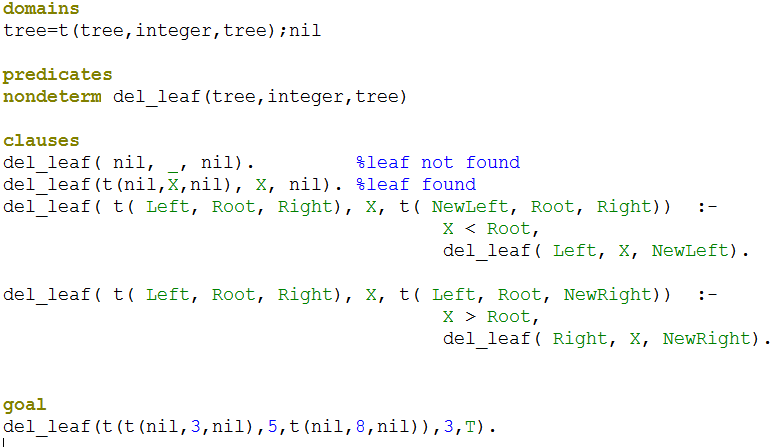 domains
tree=t(tree,integer,tree);nil
predicates
nondeterm del_leaf(tree,integer,tree)
clauses
del_leaf( nil, _, nil).         %leaf not found
del_leaf(t(nil,X,nil), X, nil). %leaf found
del_leaf( t( Left, Root, Right), X, t( NewLeft, Root, Right))  :-
                                        X < Root,
                                        del_leaf( Left, X, NewLeft).
del_leaf( t( Left, Root, Right), X, t( Left, Root, NewRight))  :-
                                        X > Root,
                                        del_leaf( Right, X, NewRight).
goal
del_leaf(t(t(nil,3,nil),5,t(nil,8,nil)),3,T).